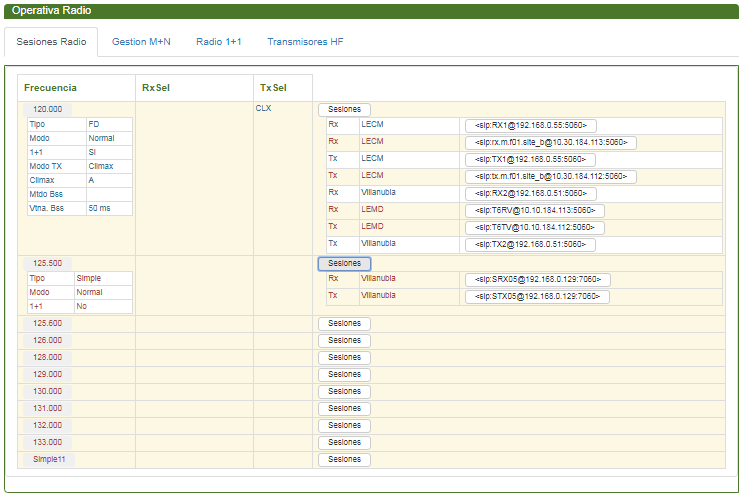 Operativa Radio
Sesiones Radio Gestion M+N Radio 1+1 Transmisores HF
Frecuencia RxSel TxSel
120.000 CLX Sesiones
Tipo FD
Modo Normal
1+1 Si
Modo TX Climax
Climax A
Mtdo Bss
Vtna. Bss 50 ms
Rx LECM <sip:RX1@192.168.0.55:5060>
Rx LECM <sip:rx.m.f01.site_b@10.30.184.113:5060>
Tx LECM <sip:TX1@192.168.0.55:5060>
Tx LECM <sip:tx.m.f01.site_b@10.30.184.112:5060>
Rx Villanubla <sip:RX2@192.168.0.51:5060>
Rx LEMD <sip:T6RV@10.10.184.113:5060>
Tx LEMD <sip:T6TV@10.10.184.112:5060>
Tx Villanubla <sip:TX2@192.168.0.51:5060>
125.500 Sesiones
Tipo Simple
Modo Normal
1+1 No
Rx Villanubla <sip:SRX05@192.168.0.129:7060>
Tx Villanubla <sip:STX05@192.168.0.129:7060>
125.600 Sesiones
126.000 Sesiones
128.000 Sesiones
129.000 Sesiones
130.000 Sesiones
131.000 Sesiones
132.000 Sesiones
133.000 Sesiones
Simple11 Sesiones